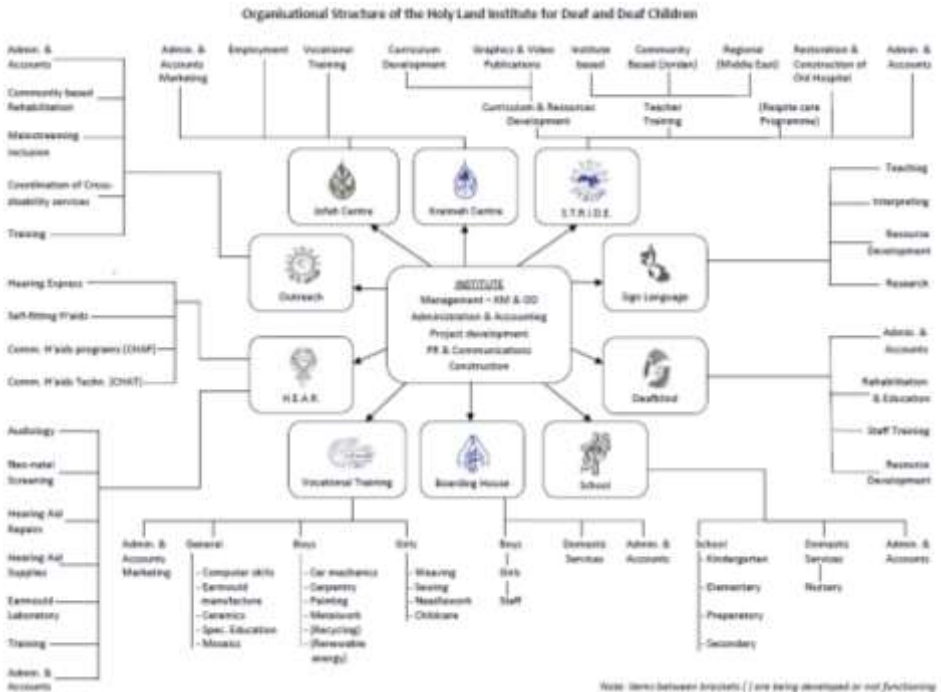 Organisational Structure of the Holy Land Institute for Deaf and Deaf Children
Admin. &
Accounts
Community based
Rehabilitation
Mainstreaming
Inclusion
Coordination of Cross-
disability services
Training
Admin. &
Accounts
Marketing
Employment
Vocational
Training
Curriculum
Development
Graphics & Video
Publications
Institute
based
Community
Based (Jordan)
Regional
(Middle East)
Restoration &
Construction of
Old Hospital
Admin. &
Accounts
Curriculum & Resources
Development
Teacher
Training
(Respite care
Programme)
Centre
Centre
S.T.R.I.D.E.
Outreach
INSTITUTE
Management – KM & OD
Administration & Accounting
Project development
PR & Communications
Construction
Sign Language
Teaching
Interpreting
Resource
Development
Research
Hearing Express
Self-fitting H'aids
Comm. H'aids programs (CHAP)
Comm. H'aids Techn. (CHAT)
H.E.A.R.
Deafblind
Admin. &
Accounts
Rehabilitation
& Education
Staff Training
Resource
Development
Audiology
Neo-natal
Screening
Hearing Aid
Repairs
Hearing Aid
Supplies
Earmould
Laboratory
Training
Admin. &
Accounts
Vocational Training
Boarding House
School
Admin. &
Accounts
Marketing
General
- Computer skills
- Earmould
manufacture
- Ceramics
- Spec. Education
- Mosaics
Boys
- Car mechanics
- Carpentry
- Painting
- Metalwork
- (Recycling)
- (Renewable
energy)
Girls
- Weaving
- Sewing
- Needlework
- Childcare
Boys
Girls
Staff
Domestic
Services
Admin. &
Accounts
School
- Kindergarten
- Elementary
- Preparatory
- Secondary
Domestic
Services
- Nursery
Admin. &
Accounts
Note: Items between brackets ( ) are being developed or not functioning